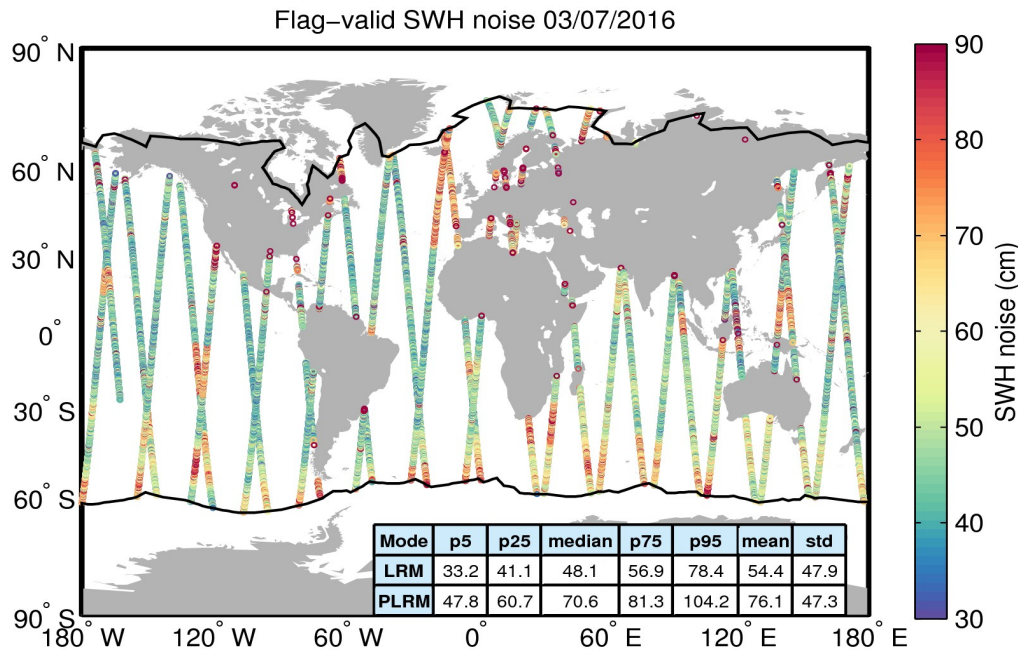 Flag−valid SWH noise 03/07/2016
90° N
60° N
30° N
0°
30° S
60° S
90° S
180° W 120° W 60° W 0° 60° E 120° E 180° E
Mode p5 p25 median p75 p95 mean std
LRM 33.2 41.1 48.1 56.9 78.4 54.4 47.9
PLRM 47.8 60.7 70.6 81.3 104.2 76.1 47.3
90
80
70
60
50
40
30
SWH noise (cm)